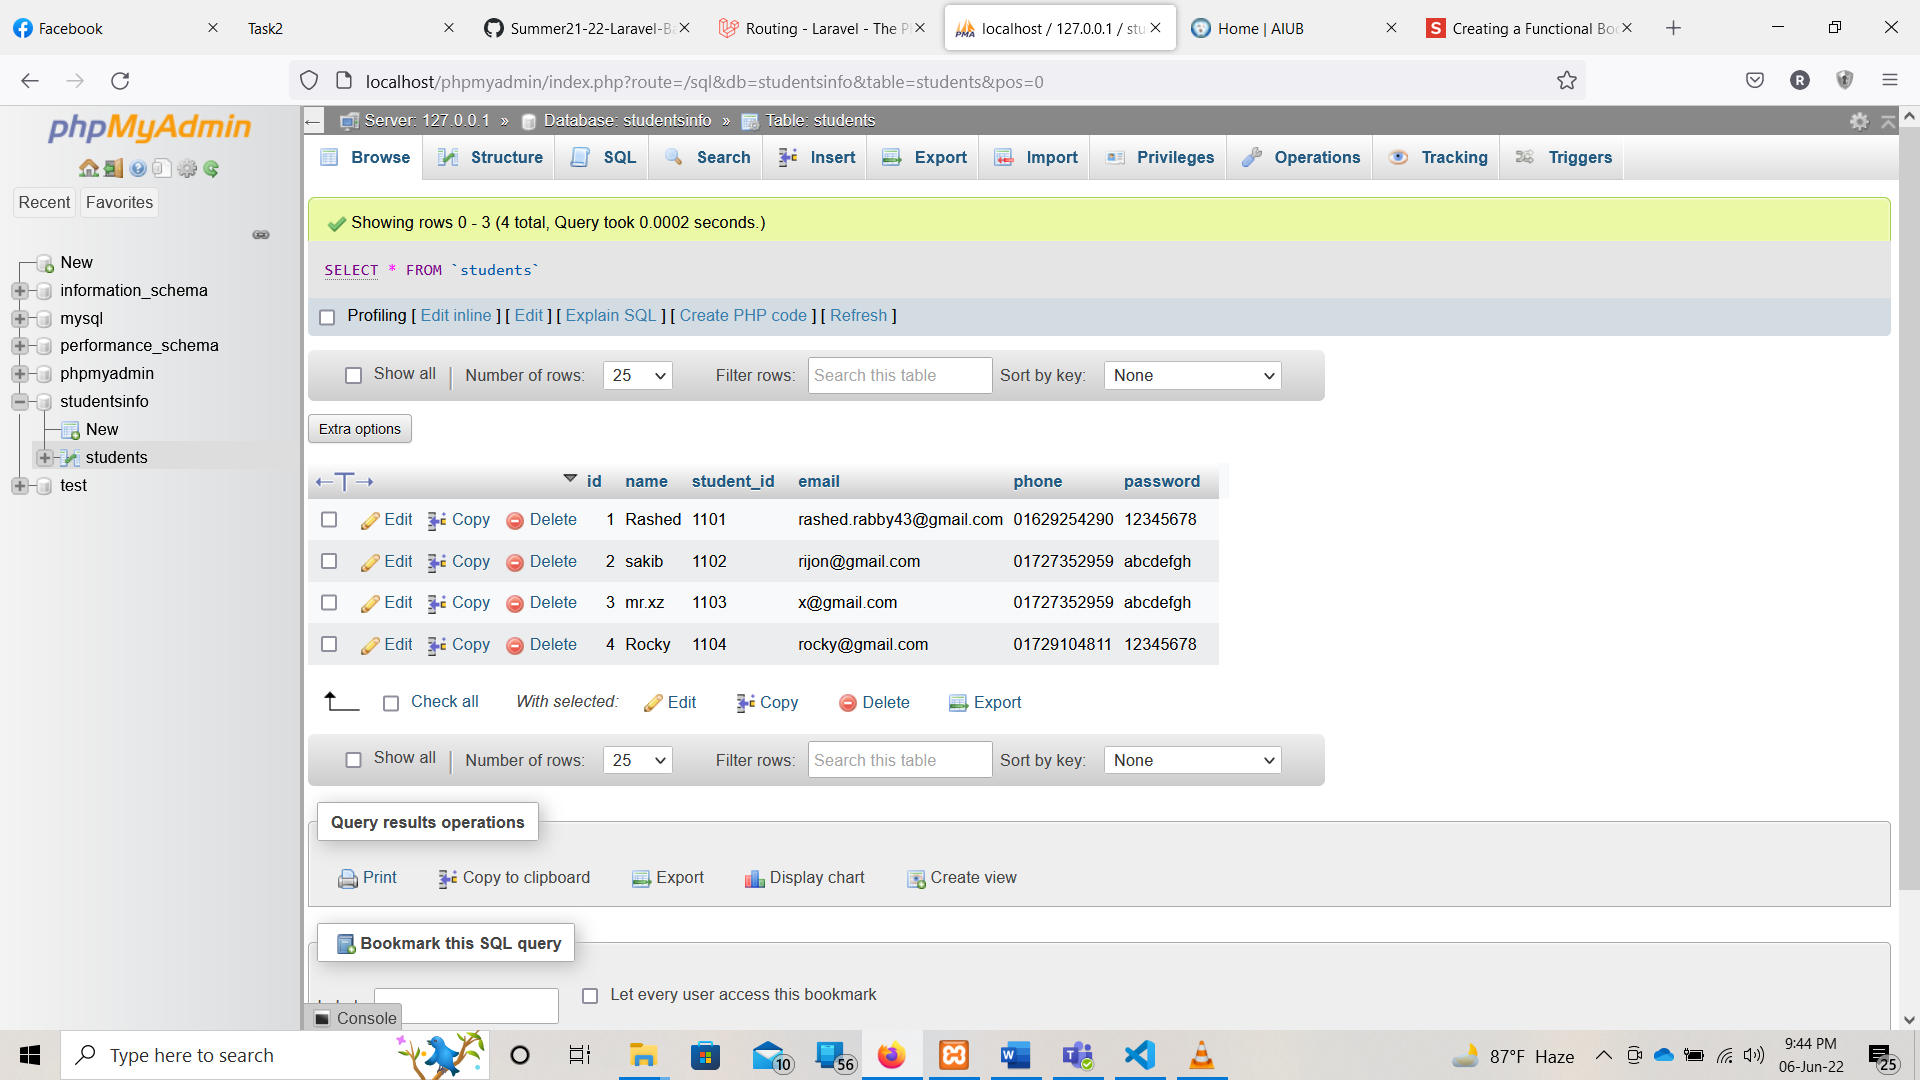 Facebook
Task2
Summer21-22-Laravel-Ba
Routing - Laravel - The P
localhost / 127.0.0.1 / stu
Home | AIUB
Creating a Functional Boo
localhost/phpmyadmin/index.php?route=/sql&db=studentsinfo&table=students&pos=0
R
phpMyAdmin
Recent
Favorites
New
information_schema
mysql
performance_schema
phpmyadmin
studentsinfo
New
students
test
Server: 127.0.0.1 » Database: studentsinfo » Table: students
Browse
Structure
SQL
Search
Insert
Export
Import
Privileges
Operations
Tracking
Triggers
Showing rows 0 - 3 (4 total, Query took 0.0002 seconds.)
SELECT * FROM `students`
Profiling [ Edit inline ] [ Edit ] [ Explain SQL ] [ Create PHP code ] [ Refresh ]
Show all | Number of rows: 25 Filter rows: Search this table Sort by key: None
Extra options
id name student_id email phone password
Edit Copy Delete 1 Rashed 1101 rashed.rabby43@gmail.com 01629254290 12345678
Edit Copy Delete 2 sakib 1102 rijon@gmail.com 01727352959 abcdefgh
Edit Copy Delete 3 mr.xz 1103 x@gmail.com 01727352959 abcdefgh
Edit Copy Delete 4 Rocky 1104 rocky@gmail.com 01729104811 12345678
Check all With selected: Edit Copy Delete Export
Show all | Number of rows: 25 Filter rows: Search this table Sort by key: None
Query results operations
Print Copy to clipboard Export Display chart Create view
Bookmark this SQL query
Let every user access this bookmark
Console
Type here to search
10
56
87°F Haze
9:44 PM
06-Jun-22
25